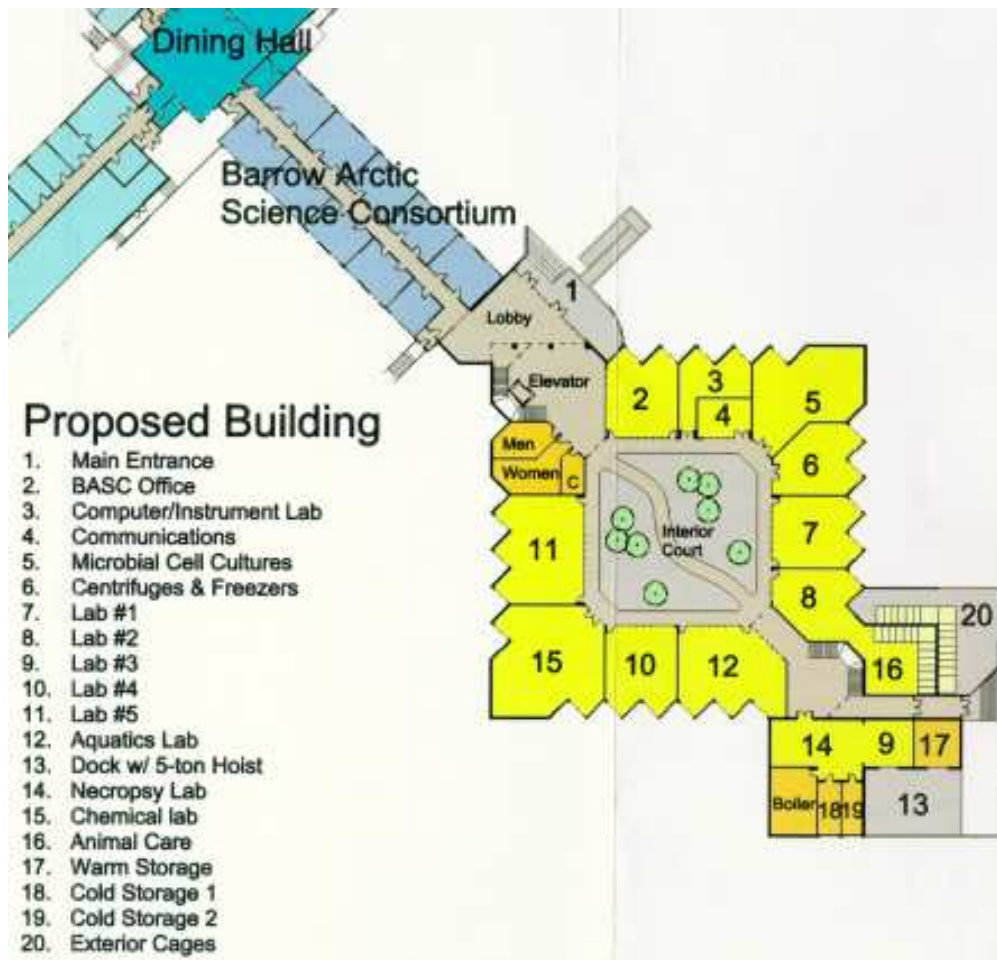 Dining Hall
Barrow Arctic
Science Consortium
1
Lobby
Elevator
2
3
4
5
Men
Women
C
6
Interior
Court
7
11
8
20
15
10
12
16
14
9
17
Boiler
18
19
13
Proposed Building
1. Main Entrance
2. BASC Office
3. Computer/Instrument Lab
4. Communications
5. Microbial Cell Cultures
6. Centrifuges & Freezers
7. Lab #1
8. Lab #2
9. Lab #3
10. Lab #4
11. Lab #5
12. Aquatics Lab
13. Dock w/ 5-ton Hoist
14. Necropsy Lab
15. Chemical lab
16. Animal Care
17. Warm Storage
18. Cold Storage 1
19. Cold Storage 2
20. Exterior Cages